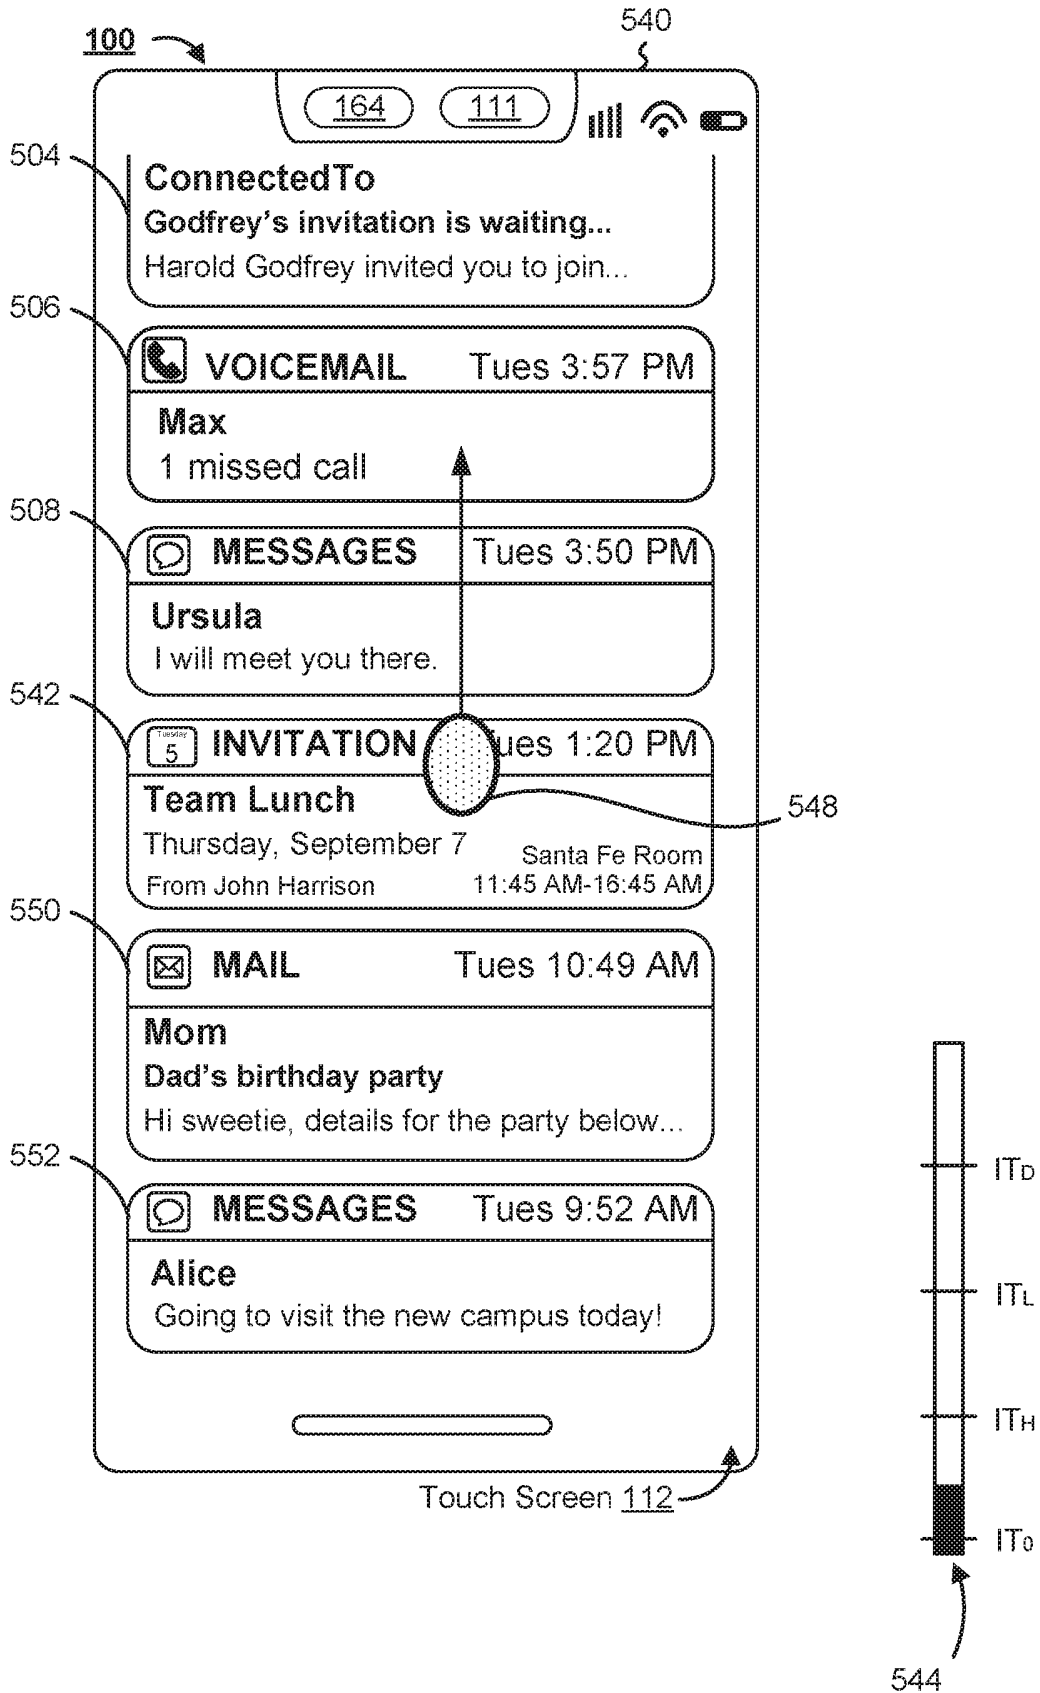 540
100
164 111
504
ConnectedTo
Godfrey's invitation is waiting...
Harold Godfrey invited you to join...
506
VOICEMAIL Tues 3:57 PM
Max
1 missed call
508
MESSAGES Tues 3:50 PM
Ursula
I will meet you there.
542
Tuesday
5
INVITATION ues 1:20 PM
Team Lunch
548
Thursday, September 7
Santa Fe Room
From John Harrison 11:45 AM-16:45 AM
550
MAIL Tues 10:49 AM
Mom
Dad's birthday party
Hi sweetie, details for the party below...
552
MESSAGES Tues 9:52 AM
Alice
Going to visit the new campus today!
ITD
ITL
ITH
IT0
Touch Screen 112
544